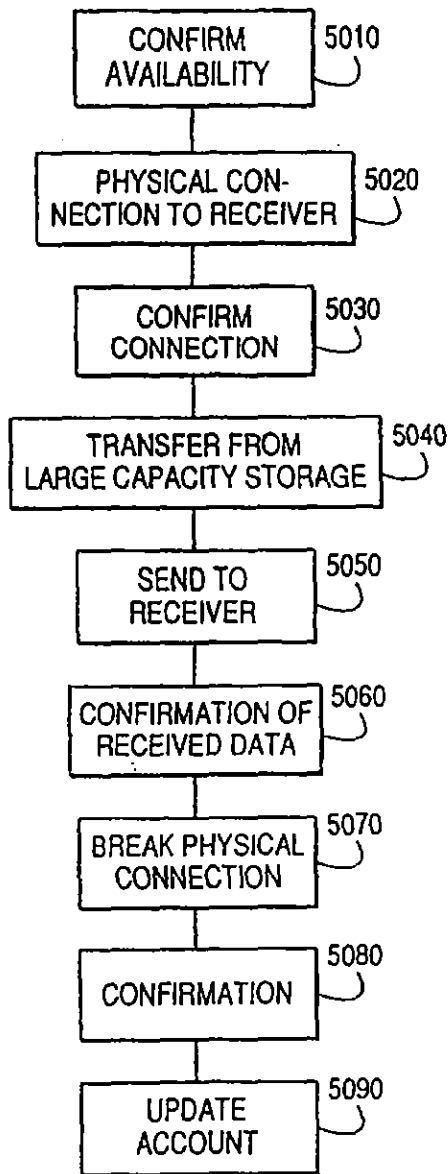 CONFIRM
AVAILABILITY
5010
PHYSICAL CON-
NECTION TO RECEIVER
5020
CONFIRM
CONNECTION
5030
TRANSFER FROM
LARGE CAPACITY STORAGE
5040
SEND TO
RECEIVER
5050
CONFIRMATION OF
RECEIVED DATA
5060
BREAK PHYSICAL
CONNECTION
5070
CONFIRMATION
5080
UPDATE
ACCOUNT
5090